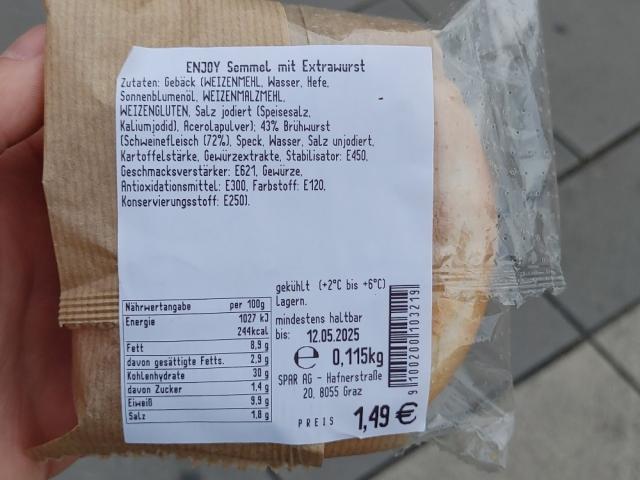 ENJOY Semmel mit Extrawurst
Zutaten: Gebäck (WEIZENMEHL, Wasser, Hefe,
Sonnenblumenöl, WEIZENMALZMEHL,
WEIZENGLUTEN, Salz jodiert (Speisesalz,
Kaliumjodid), Acerolapulver); 43% Brühwurst
(Schweinefleisch (72%), Speck, Wasser, Salz unjodiert,
Kartoffelstärke, Gewürzextrakte, Stabilisator: E450,
Geschmacksverstärker: E621, Gewürze,
Antioxidationsmittel: E300, Farbstoff: E120,
Konservierungsstoff: E250).
Nährwertangabe per 100g
Energie 1027 kJ
244kcal
Fett 8,9 g
davon gesättigte Fetts. 2,9 g
Kohlenhydrate 30 g
davon Zucker 1,4 g
Eiweiß 9,9 g
Salz 1,8 g
gekühlt (+2°C bis +6°C)
Lagern.
mindestens haltbar
bis: 12.05.2025
e 0,115kg
SPAR AG - Hafnerstraße
20, 8055 Graz
PREIS 1,49 €
9 100200 103219